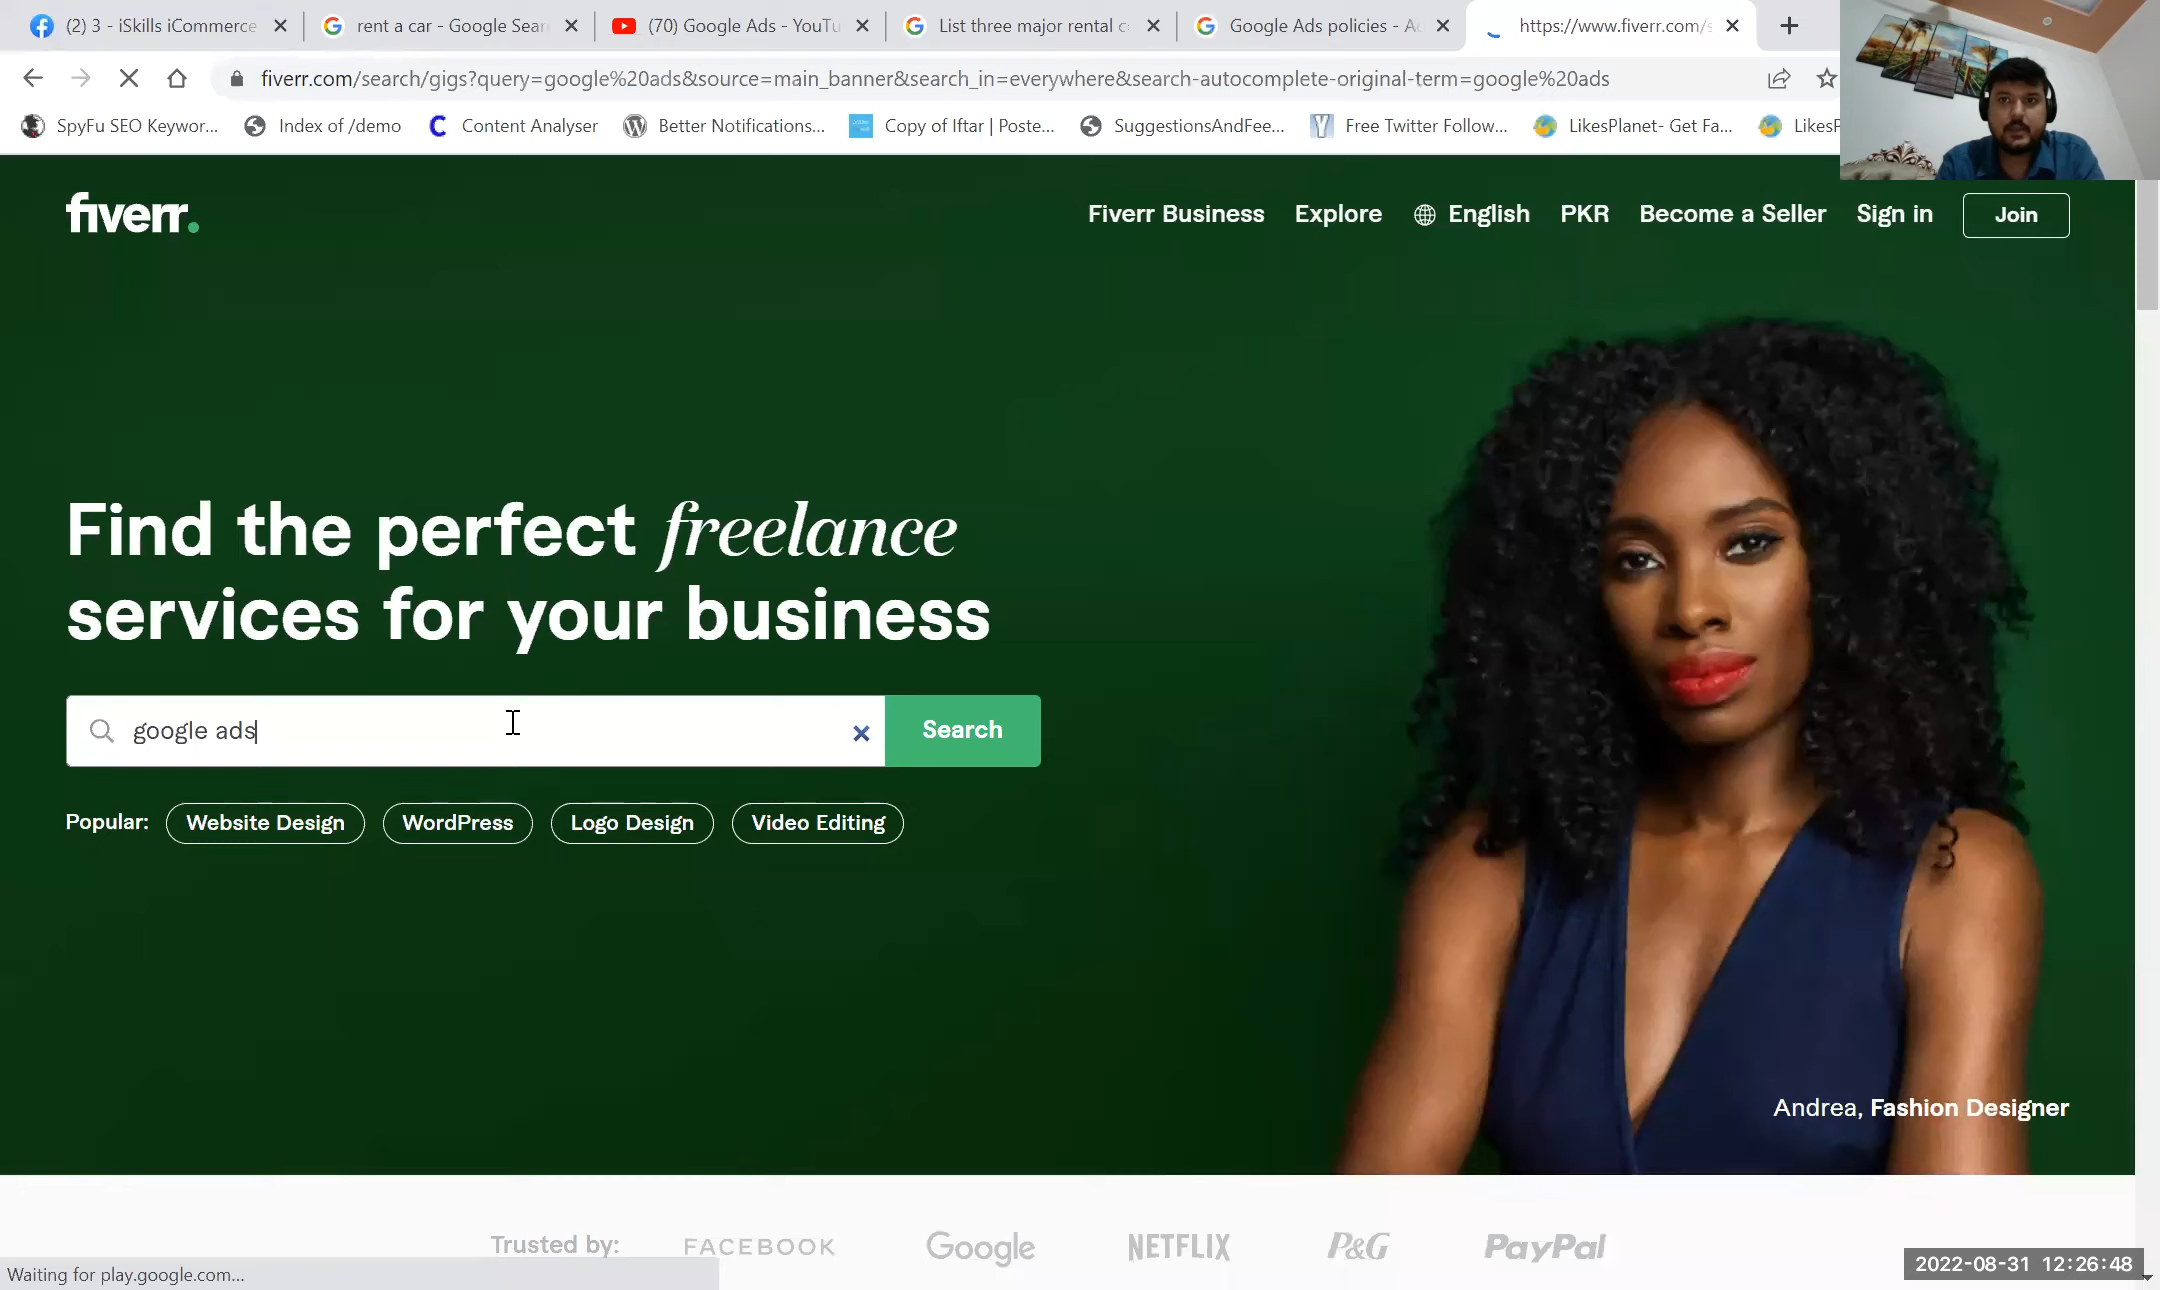 (2) 3 - iSkills iCommerce
rent a car - Google Sear
(70) Google Ads - YouTu
List three major rental c
Google Ads policies - A
https://www.fiverr.com/s
fiverr.com/search/gigs?query=google%20ads&source=main_banner&search_in=everywhere&search-autocomplete-original-term=google%20ads
SpyFu SEO Keywor...
Index of /demo
Content Analyser
Better Notifications...
Copy of Iftar | Poste...
SuggestionsAndFee...
Free Twitter Follow...
LikesPlanet- Get Fa...
LikesP
fiverr.
Fiverr Business
Explore
English
PKR
Become a Seller
Sign in
Join
Find the perfect freelance
services for your business
google ads
Search
Popular:
Website Design
WordPress
Logo Design
Video Editing
Andrea, Fashion Designer
Trusted by:
FACEBOOK
Google
NETFLIX
P&G
PayPal
Waiting for play.google.com...
2022-08-31 12:26:48